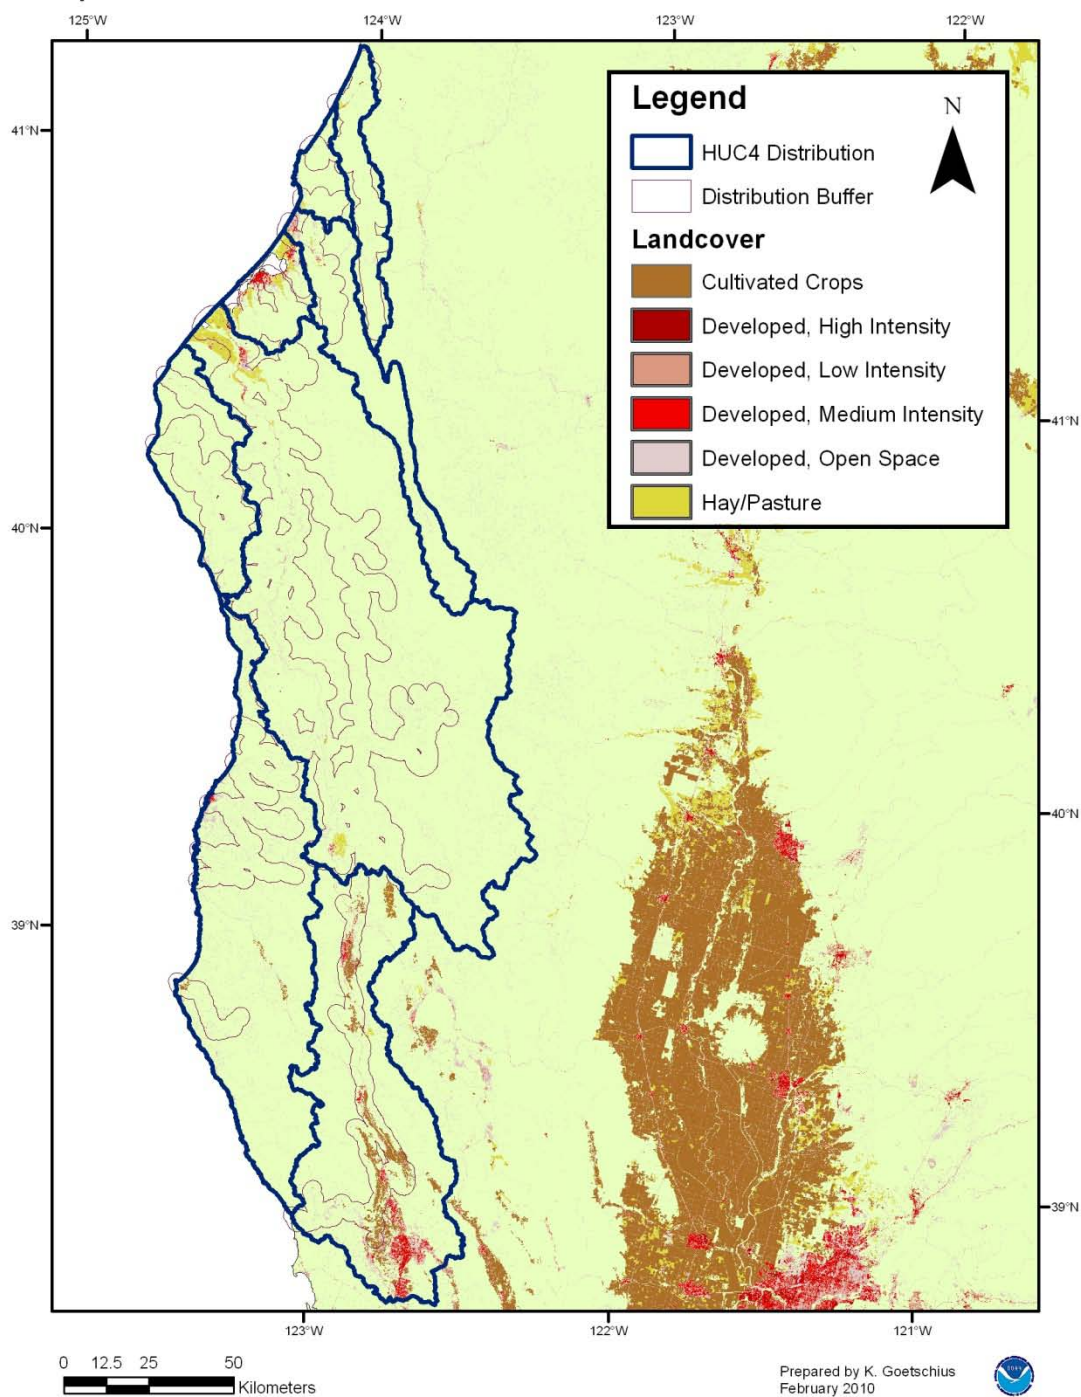 125°W 124°W 123°W 122°W
Legend
N
HUC4 Distribution
Distribution Buffer
Landcover
Cultivated Crops
Developed, High Intensity
Developed, Low Intensity
Developed, Medium Intensity
Developed, Open Space
Hay/Pasture
41°N
41°N
40°N
40°N
39°N
39°N
123°W 122°W 121°W
0 12.5 25 50
Kilometers
Prepared by K. Goetschius
February 2010